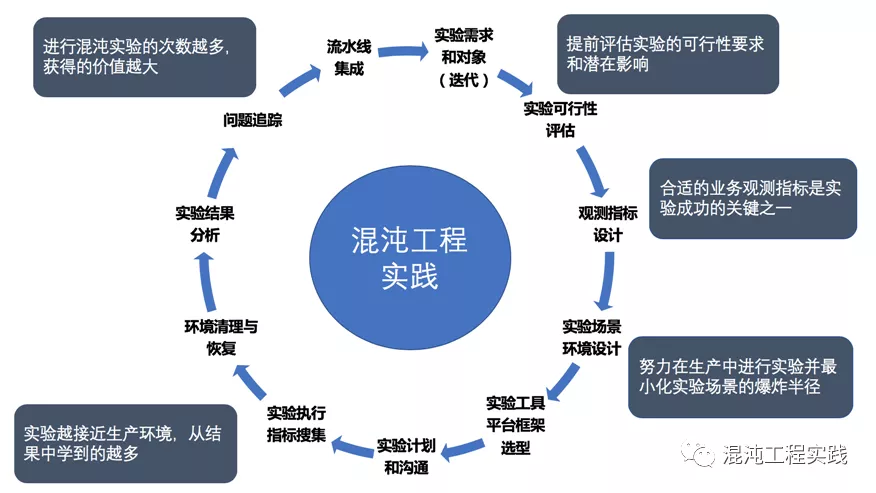 进行混沌实验的次数越多,
获得的价值越大
流水线
集成
实验需求
和对象
（迭代）
提前评估实验的可行性要求
和潜在影响
问题追踪
实验可行性
评估
合适的业务观测指标是实
验成功的关键之一
实验结果
分析
观测指标
设计
混沌工程
实践
环境清理与
恢复
实验场景
环境设计
努力在生产中进行实验并最
小化实验场景的爆炸半径
实验执行
指标搜集
实验工具
平台框架
选型
实验计划
和沟通
实验越接近生产环境，从结
果中学到的越多
混沌工程实践